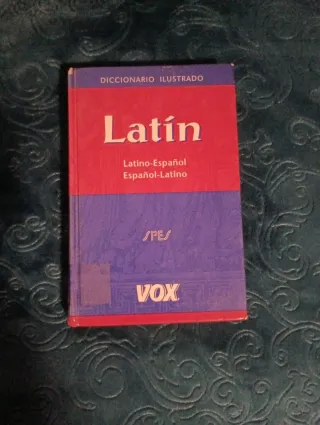 DICCIONARIO ILUSTRADO
Latín
Latino-Español
Español-Latino
SPES
VOX